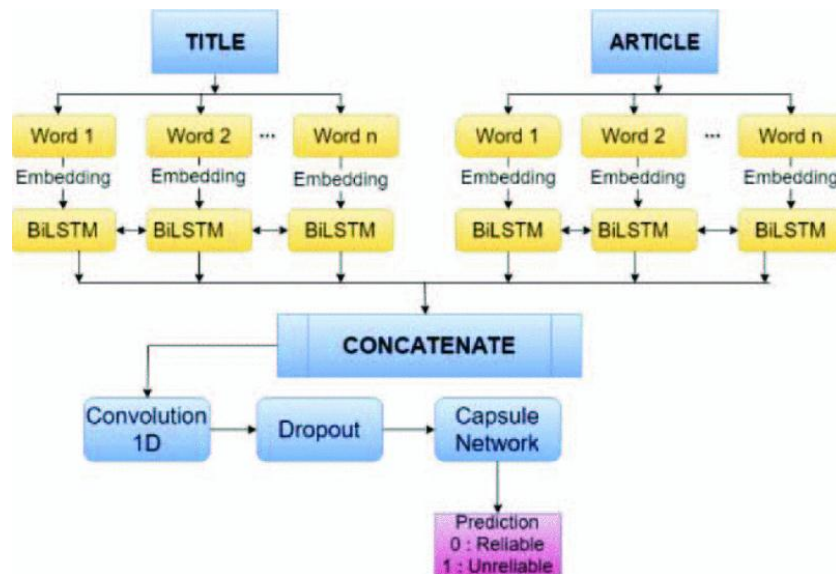 TITLE
ARTICLE
Word 1
Word 2
...
Word n
Word 1
Word 2
...
Word n
Embedding
Embedding
Embedding
Embedding
Embedding
Embedding
BiLSTM
BiLSTM
BiLSTM
BiLSTM
BiLSTM
BiLSTM
CONCATENATE
Convolution
1D
Dropout
Capsule
Network
Prediction
0 : Reliable
1 : Unreliable